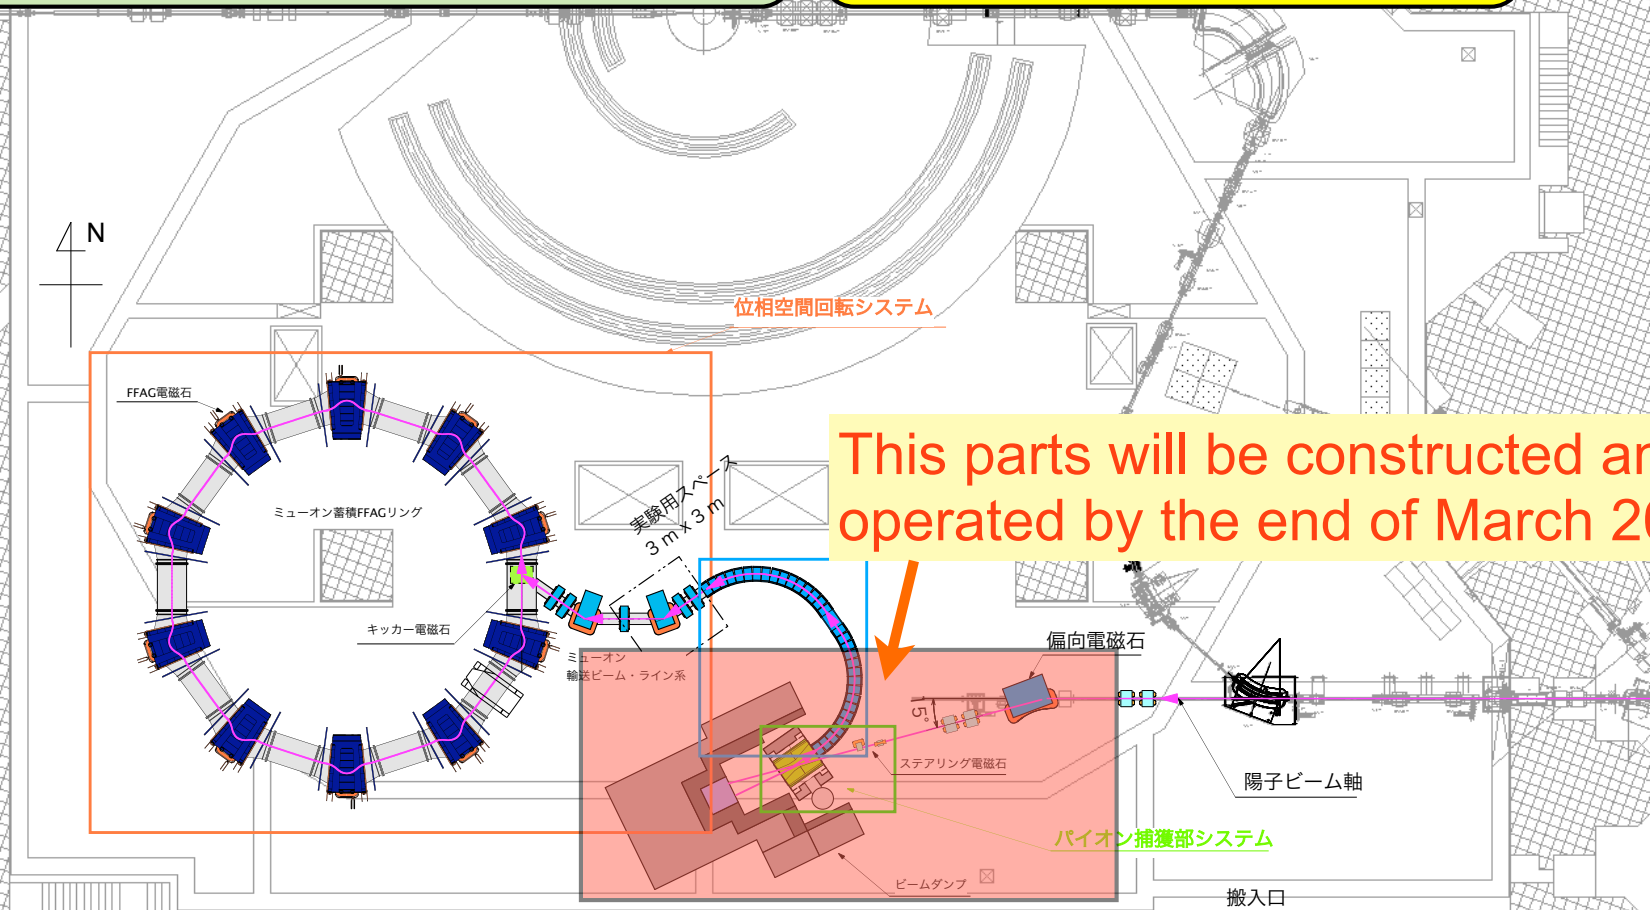 N
位相空間回転システム
FFAG電磁石
This parts will be constructed
operated by the end of March
実験用スペース
3 m x 3 m
ミューオン蓄積FFAGリング
キッカー電磁石
ミューオン
輸送ビーム・ライン系
偏向電磁石
15°
ステアリング電磁石
陽子ビーム軸
パイオン捕獲部システム
ビームダンプ
搬入口